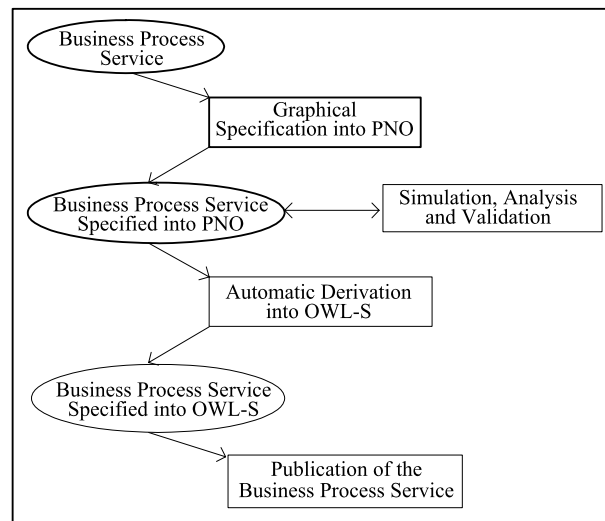 Business Process
Service
Graphical
Specification into PNO
Business Process Service
Specified into PNO
Simulation, Analysis
and Validation
Automatic Derivation
into OWL-S
Business Process Service
Specified into OWL-S
Publication of the
Business Process Service